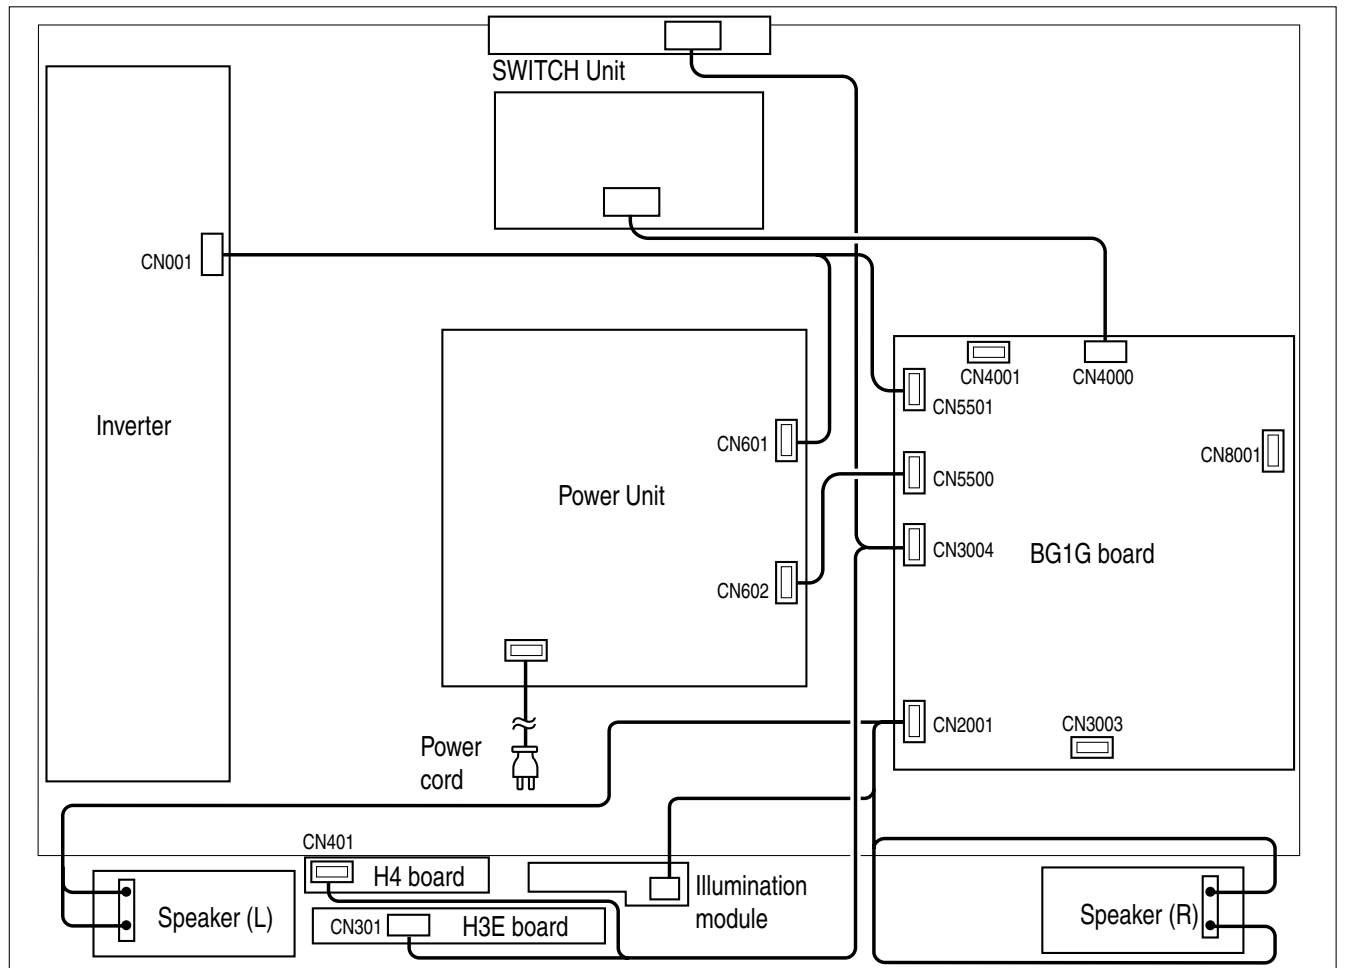 SWITCH Unit
CN001
Inverter
CN4001
CN4000
CN5501
CN601
CN8001
CN5500
Power Unit
CN3004
BG1G board
CN602
CN2001
CN3003
Power
cord
CN401
H4 board
Illumination
module
Speaker (L)
CN301
H3E board
Speaker (R)